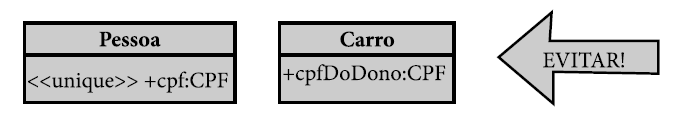 Pessoa
<<unique>> +cpf:CPF
Carro
+cpfDoDono:CPF
EVITAR!